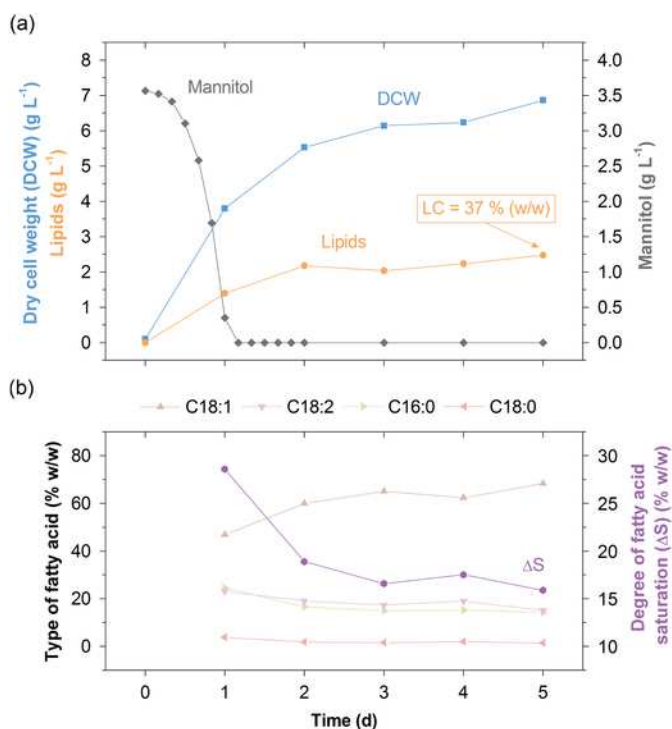 (a)
Dry cell weight (DCW) (g L⁻¹)
Lipids (g L⁻¹)
8
7
6
5
4
3
2
1
0
Mannitol
DCW
LC = 37 % (w/w)
Lipids
4.0
3.5
3.0
2.5
2.0
1.5
1.0
0.5
0.0
Mannitol (g L⁻¹)
(b)
C18:1 C18:2 C16:0 C18:0
Type of fatty acid (% w/w)
80
60
40
20
0
ΔS
30
25
20
15
10
Degree of fatty acid
saturation (ΔS) (% w/w)
0 1 2 3 4 5
Time (d)